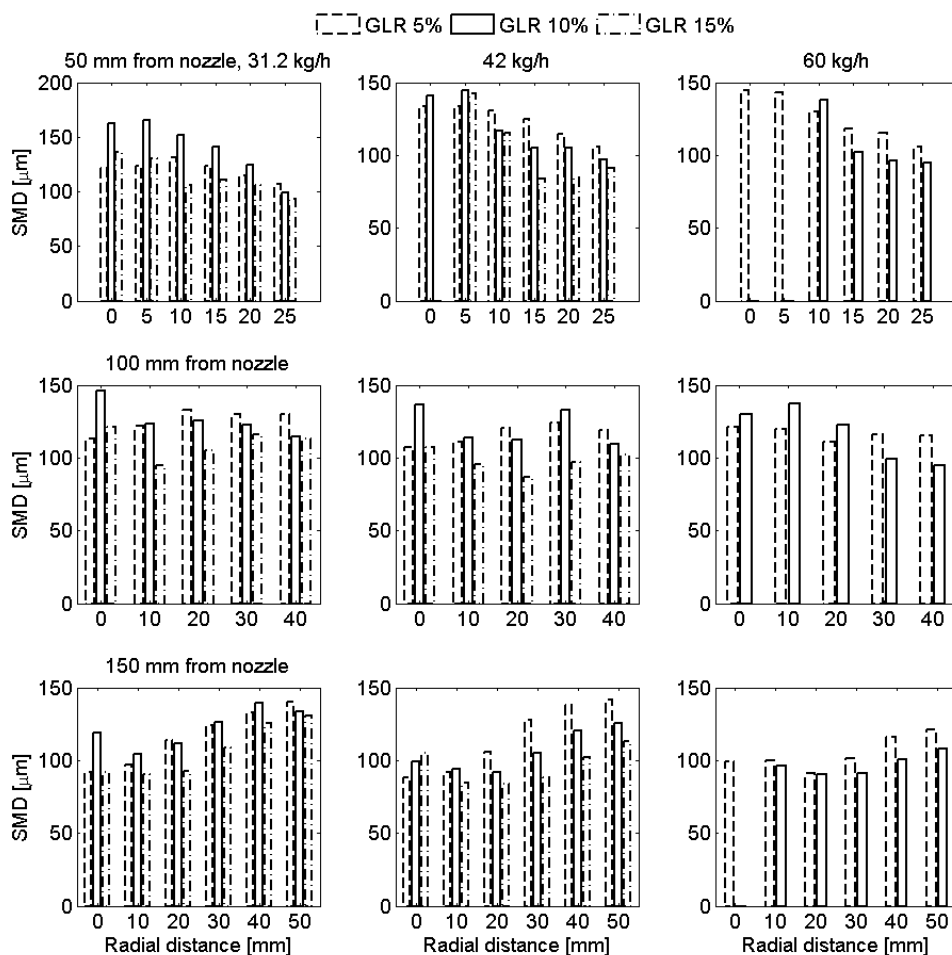 GLR 5% GLR 10% GLR 15%
50 mm from nozzle, 31.2 kg/h
42 kg/h
60 kg/h
SMD [μm]
200
150
100
50
0
0 5 10 15 20 25
150
100
50
0
0 5 10 15 20 25
150
100
50
0
0 5 10 15 20 25
100 mm from nozzle
SMD [μm]
150
100
50
0
0 10 20 30 40
150
100
50
0
0 10 20 30 40
150
100
50
0
0 10 20 30 40
150 mm from nozzle
SMD [μm]
150
100
50
0
0 10 20 30 40 50
Radial distance [mm]
150
100
50
0
0 10 20 30 40 50
Radial distance [mm]
150
100
50
0
0 10 20 30 40 50
Radial distance [mm]